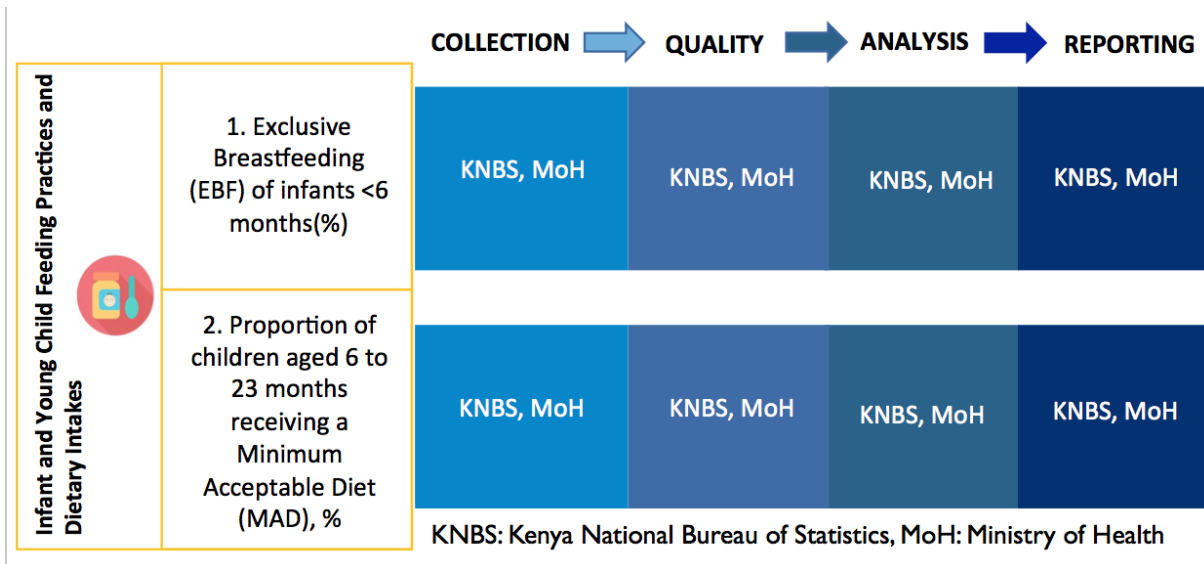 COLLECTION QUALITY ANALYSIS REPORTING
Infant and Young Child Feeding Practices and
Dietary Intakes
1. Exclusive
Breastfeeding
(EBF) of infants <6
months(%)
KNBS, MoH KNBS, MoH KNBS, MoH KNBS, MoH
2. Proportion of
children aged 6 to
23 months
receiving a
Minimum
Acceptable Diet
(MAD), %
KNBS, MoH KNBS, MoH KNBS, MoH KNBS, MoH
KNBS: Kenya National Bureau of Statistics, MoH: Ministry of Health